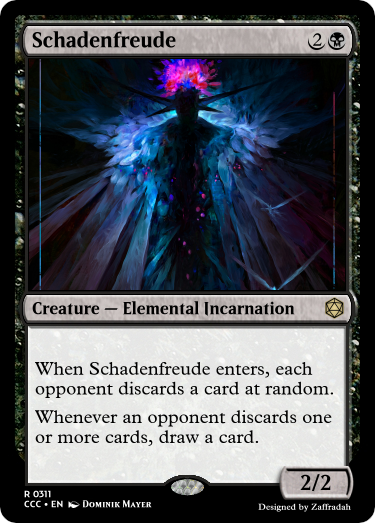 Schadenfreude 2
Creature — Elemental Incarnation
When Schadenfreude enters, each
opponent discards a card at random.
Whenever an opponent discards one
or more cards, draw a card.
2/2
R 0311
CCC • EN Dominik Mayer
Designed by Zaffradah